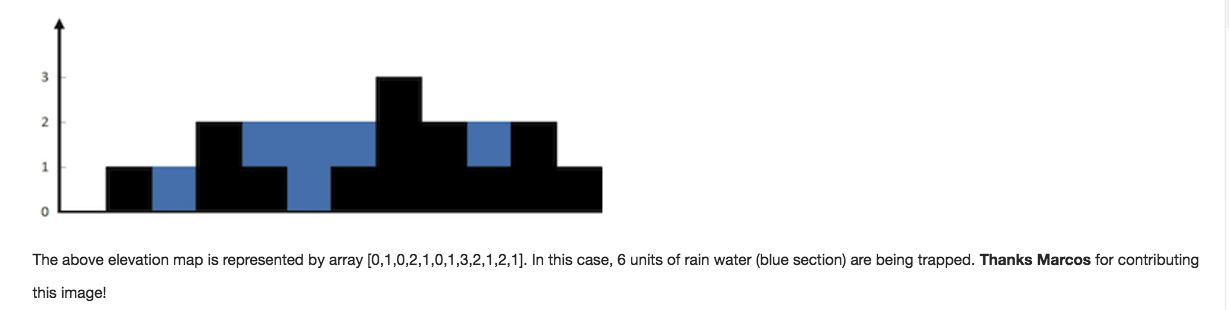 3
2
1
0
The above elevation map is represented by array [0,1,0,2,1,0,1,3,2,1,2,1]. In this case, 6 units of rain water (blue section) are being trapped. Thanks Marcos for contributing
this image!